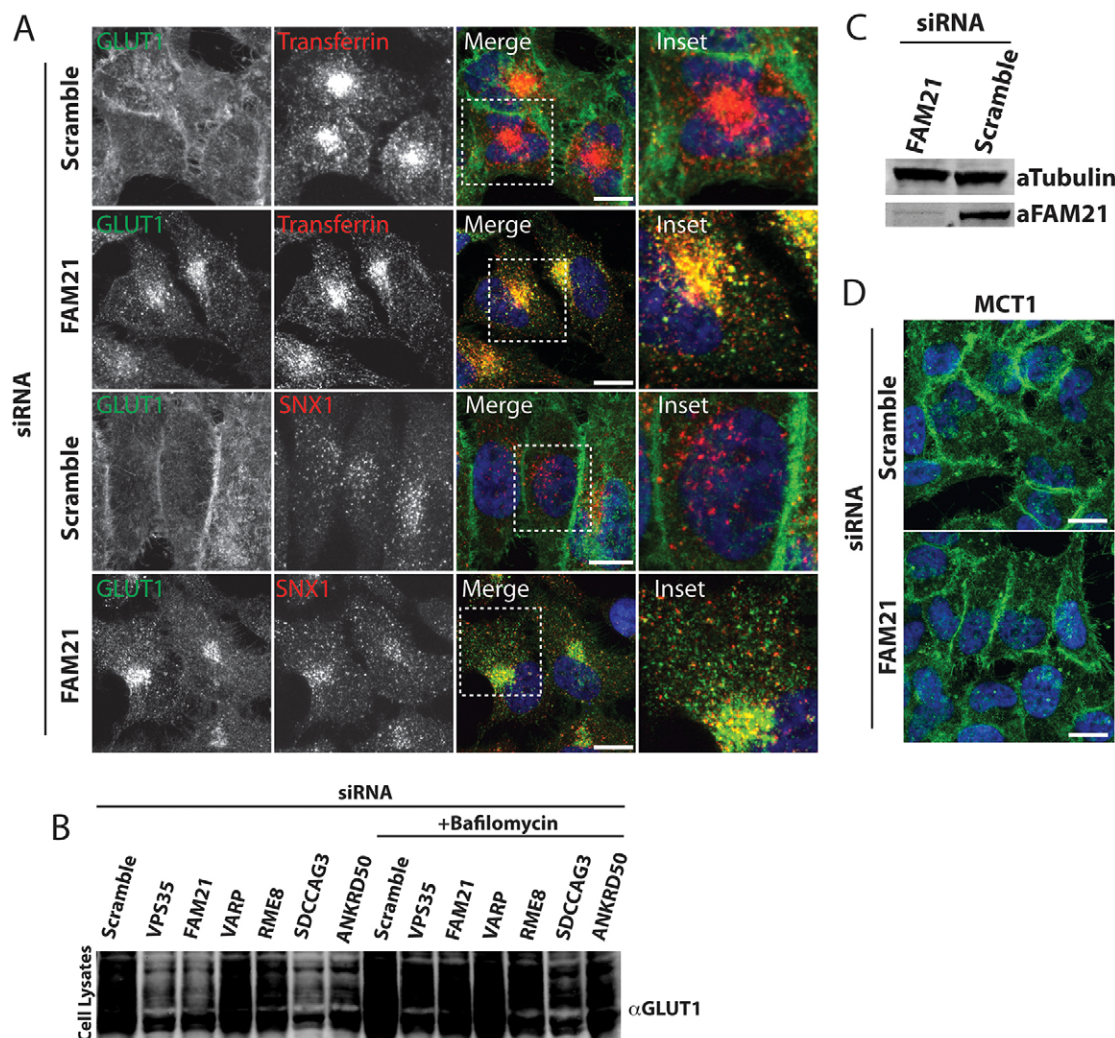 A
siRNA
Scramble
GLUT1
Transferrin
Merge
Inset
FAM21
GLUT1
Transferrin
Merge
Inset
Scramble
GLUT1
SNX1
Merge
Inset
FAM21
GLUT1
SNX1
Merge
Inset
B
siRNA
+Bafilomycin
Scramble
VPS35
FAM21
VARP
RME8
SDCCAG3
ANKRD50
Scramble
VPS35
FAM21
VARP
RME8
SDCCAG3
ANKRD50
Cell Lysates
αGLUT1
C
siRNA
FAM21
Scramble
aTubulin
aFAM21
D
MCT1
siRNA
Scramble
FAM21